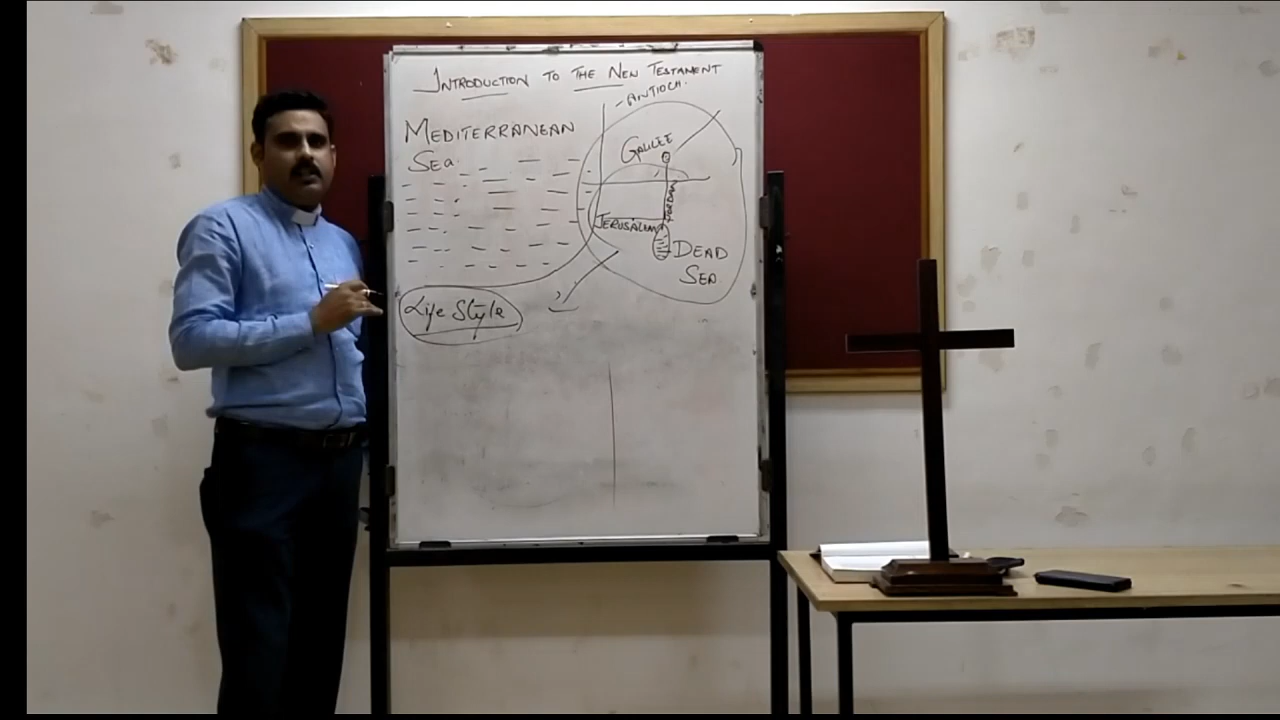 INTRODUCTION TO THE NEW TESTAMENT
- ANTIOCH.
MEDITERRANEAN
SEa.
GALILEE
JORDAN
JERUSALEM
DEAD
SEA
Life Style